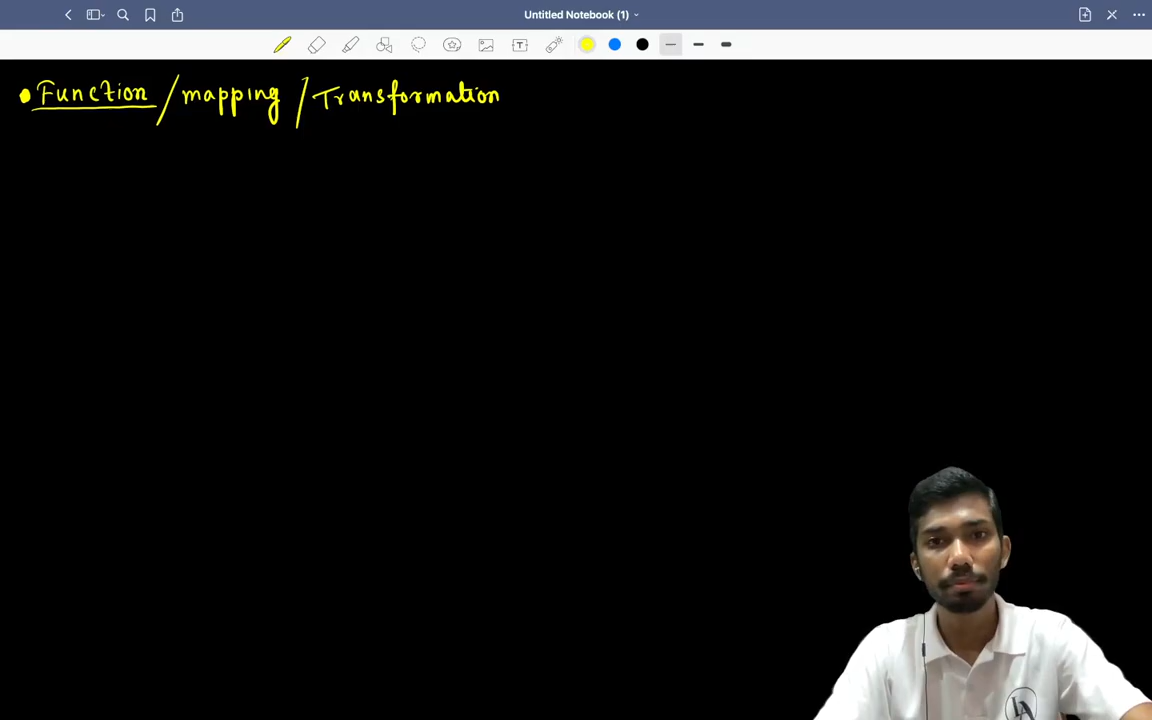 Untitled Notebook (1)
• Function / mapping / Transformation